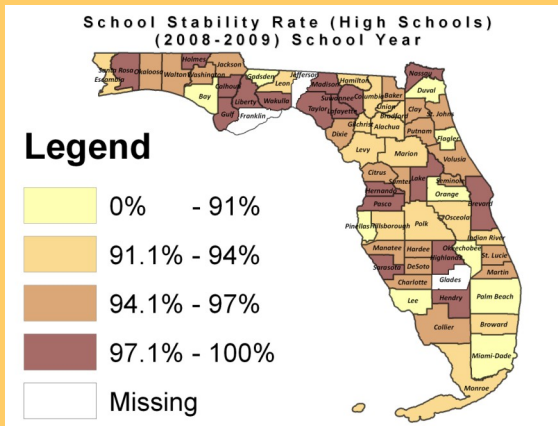 School Stability Rate (High Schools)
(2008-2009) School Year
Legend
0% - 91%
91.1% - 94%
94.1% - 97%
97.1% - 100%
Missing
Santa Rosa
Escambia
Okaloosa
Walton
Holmes
Washington
Jackson
Bay
Calhoun
Gulf
Gadsden
Liberty
Franklin
Leon
Wakulla
Jefferson
Madison
Taylor
Hamilton
Suwannee
Lafayette
Dixie
Columbia
Gilchrist
Baker
Union
Bradford
Alachua
Levy
Nassau
Duval
Clay
St. Johns
Putnam
Flagler
Marion
Volusia
Citrus
Sumter
Lake
Seminole
Hernando
Pasco
Orange
Brevard
Osceola
Pinellas
Hillsborough
Polk
Indian River
Manatee
Hardee
Highlands
Okeechobee
St. Lucie
Sarasota
DeSoto
Martin
Charlotte
Glades
Lee
Hendry
Palm Beach
Collier
Broward
Miami-Dade
Monroe